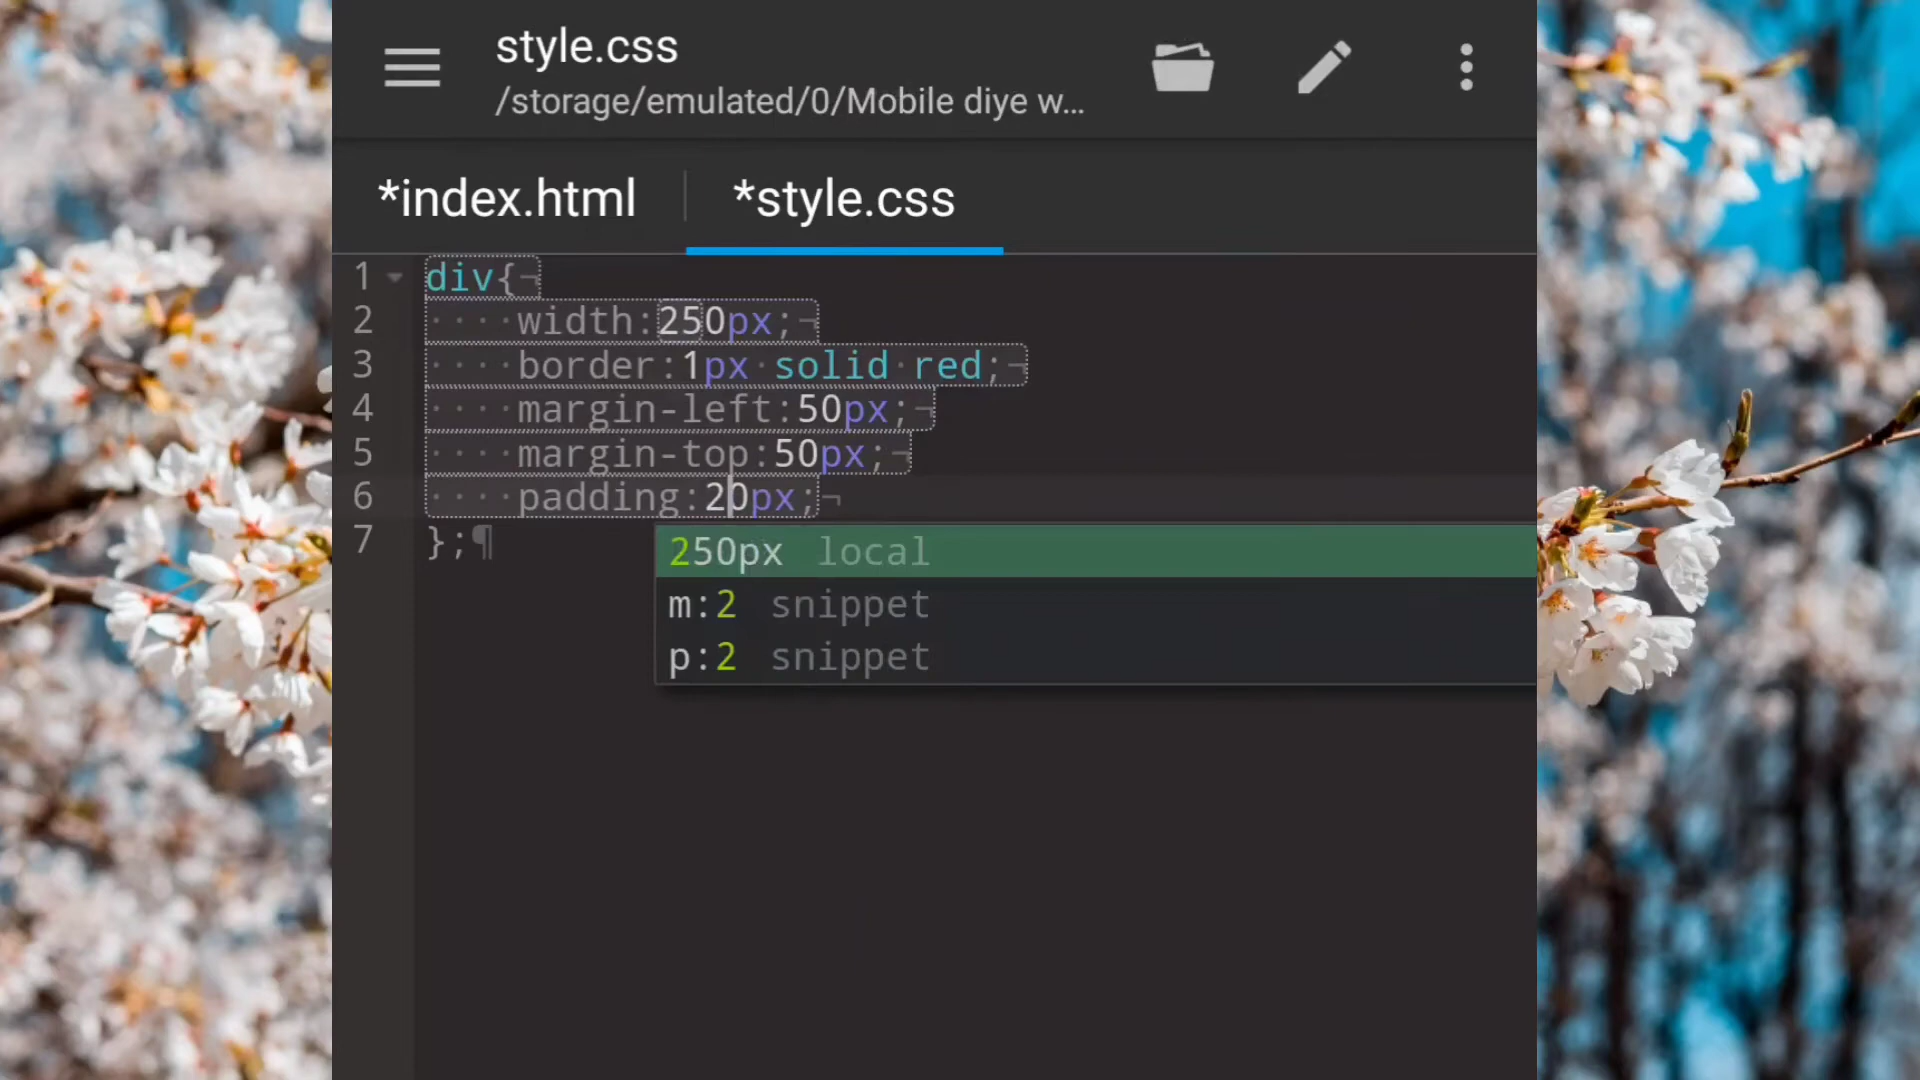 style.css
/storage/emulated/0/Mobile diye w...
*index.html
*style.css
1 div{
2 width:250px;
3 border:1px solid red;
4 margin-left:50px;
5 margin-top:50px;
6 padding:20px;
7 };
250px local
m:2 snippet
p:2 snippet